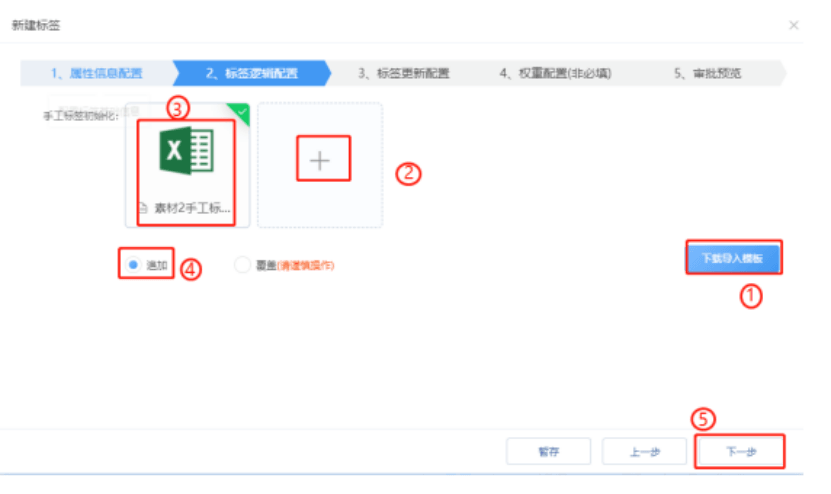 新建标签
1、属性信息配置 2、标签逻辑配置 3、标签更新配置 4、权重配置(非必填) 5、审批预览
手工标签初始化:
③
②
素材2手工标...
追加 ④ 覆盖(请谨慎操作) 下载导入模板
①
⑤
暂存 上一步 下一步